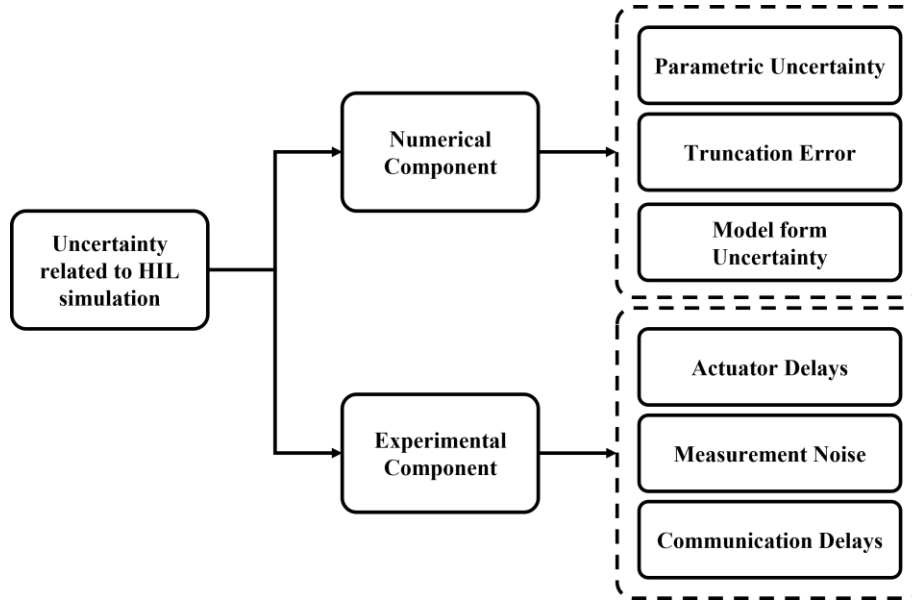 Uncertainty
related to HIL
simulation
Numerical
Component
Parametric Uncertainty
Truncation Error
Model form
Uncertainty
Experimental
Component
Actuator Delays
Measurement Noise
Communication Delays